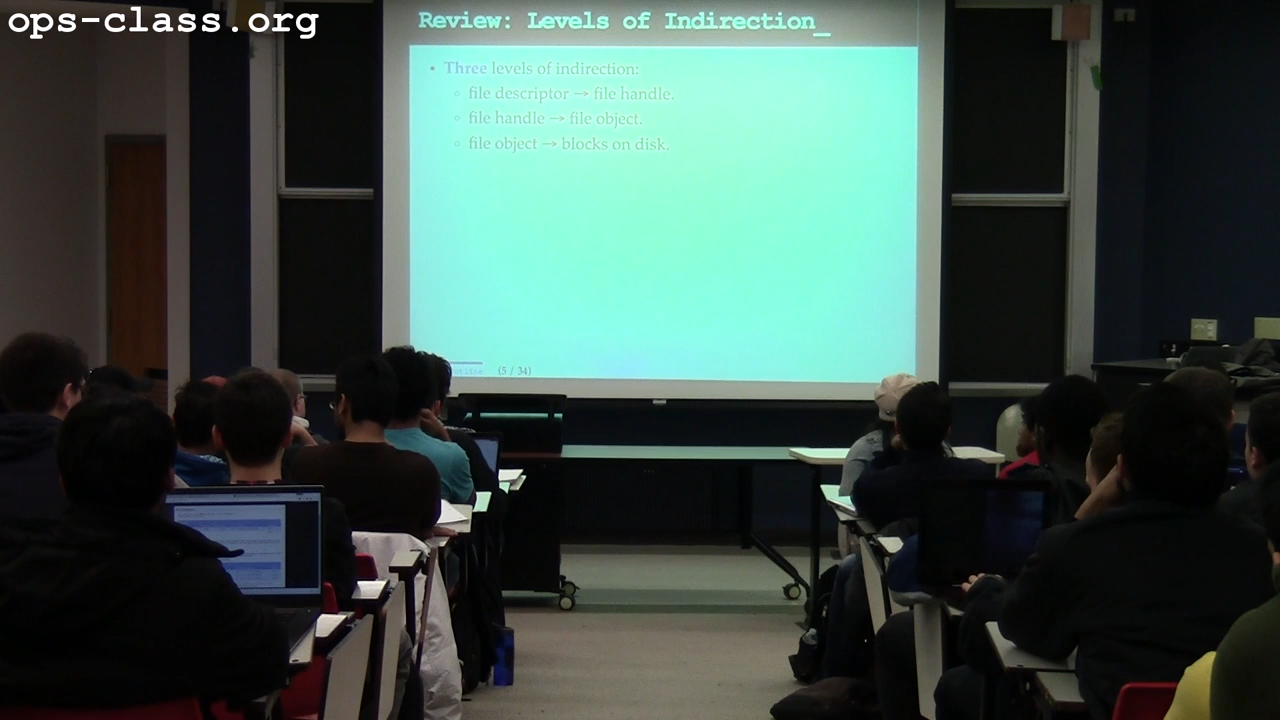 ops-class.org
Review: Levels of Indirection_
• Three levels of indirection:
◦ file descriptor → file handle.
◦ file handle → file object.
◦ file object → blocks on disk.
(5 / 34)